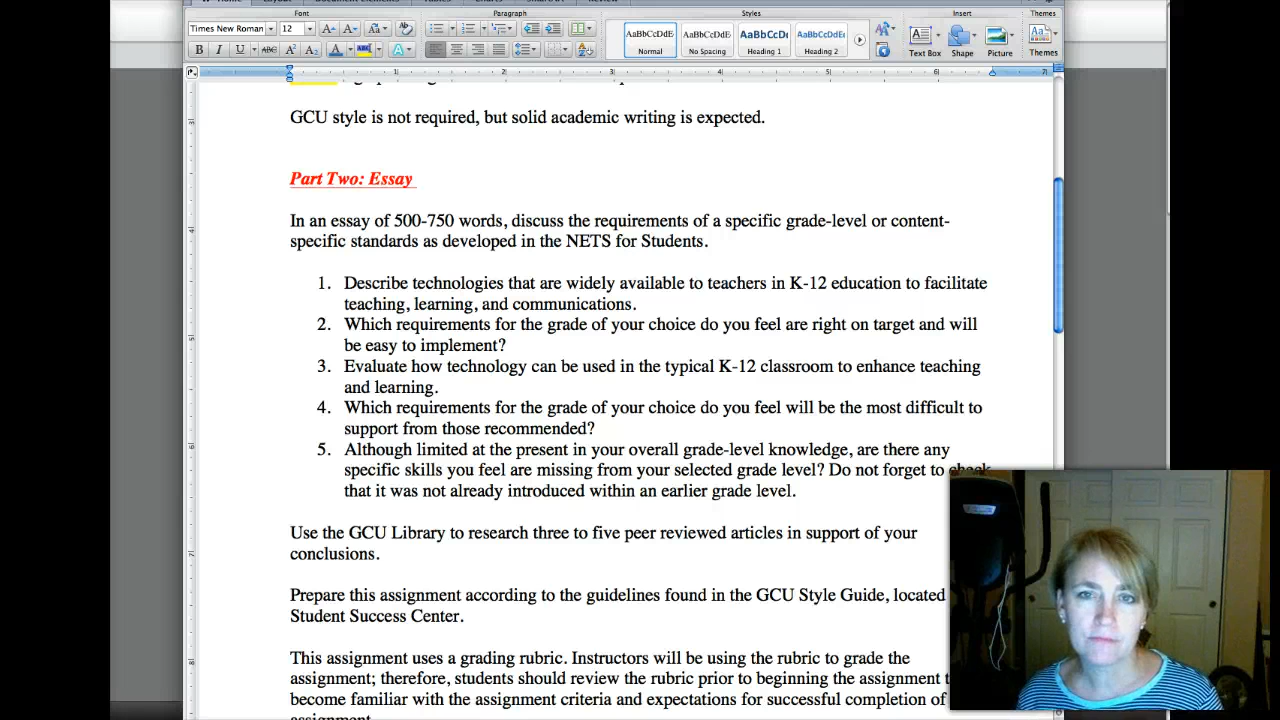 Font
Paragraph
Styles
Insert
Themes
Times New Roman
12
AaBbCcDdE
AaBbCcDdE
AaBbCcDc
AaBbCcDdE
Normal
No Spacing
Heading 1
Heading 2
Text Box
Shape
Picture
Themes
GCU style is not required, but solid academic writing is expected.
Part Two: Essay
In an essay of 500-750 words, discuss the requirements of a specific grade-level or content-
specific standards as developed in the NETS for Students.
1. Describe technologies that are widely available to teachers in K-12 education to facilitate
teaching, learning, and communications.
2. Which requirements for the grade of your choice do you feel are right on target and will
be easy to implement?
3. Evaluate how technology can be used in the typical K-12 classroom to enhance teaching
and learning.
4. Which requirements for the grade of your choice do you feel will be the most difficult to
support from those recommended?
5. Although limited at the present in your overall grade-level knowledge, are there any
specific skills you feel are missing from your selected grade level? Do not forget to check
that it was not already introduced within an earlier grade level.
Use the GCU Library to research three to five peer reviewed articles in support of your
conclusions.
Prepare this assignment according to the guidelines found in the GCU Style Guide, located
Student Success Center.
This assignment uses a grading rubric. Instructors will be using the rubric to grade the
assignment; therefore, students should review the rubric prior to beginning the assignment
become familiar with the assignment criteria and expectations for successful completion of
assignment.